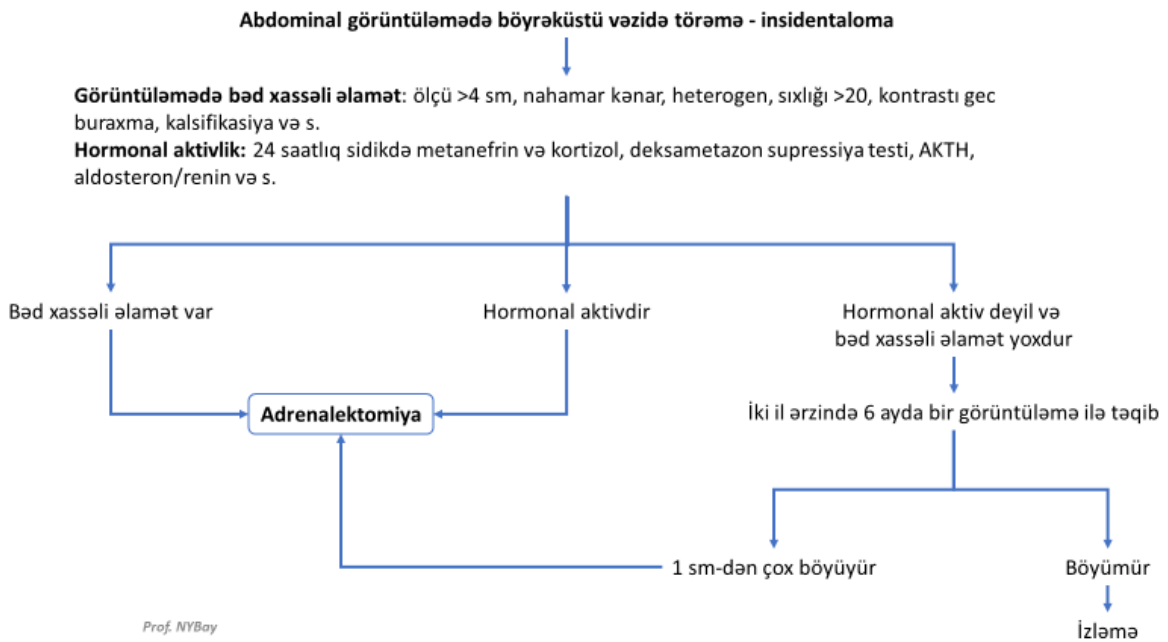 Abdominal görüntüləmədə böyrəküstü vəzidə törəmə - insidentaloma
Görüntüləmədə bəd xassəli əlamət: ölçü >4 sm, nahamar kənar, heterogen, sıxlığı >20, kontrastı gec
buraxma, kalsifikasiya və s.
Hormonal aktivlik: 24 saatlıq sidikdə metanefrin və kortizol, deksametazon supressiya testi, AKTH,
aldosteron/renin və s.
Bəd xassəli əlamət var
Hormonal aktivdir
Hormonal aktiv deyil və
bəd xassəli əlamət yoxdur
Adrenalektomiya
İki il ərzində 6 ayda bir görüntüləmə ilə təqib
1 sm-dən çox böyüyür
Böyümür
Prof. NYBay
İzləmə